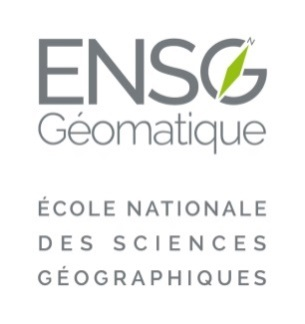 ENSG
N
Géomatique
ÉCOLE NATIONALE
DES SCIENCES
GÉOGRAPHIQUES